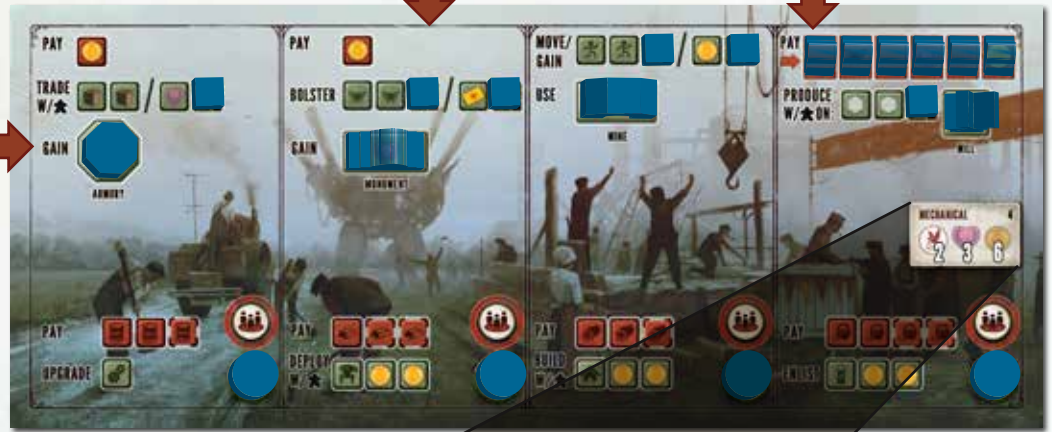 PAY
TRADE
W/★
GAIN
ARMORY
PAY
UPGRADE
PAY
BOLSTER
GAIN
MONUMENT
PAY
DEPLOY
W/★
MOVE/
GAIN
USE
MINE
PAY
BUILD
W/★
PAY
PRODUCE
W/★ ON:
MILL
MECHANICAL 4
2 3 6
PAY
ENLIST